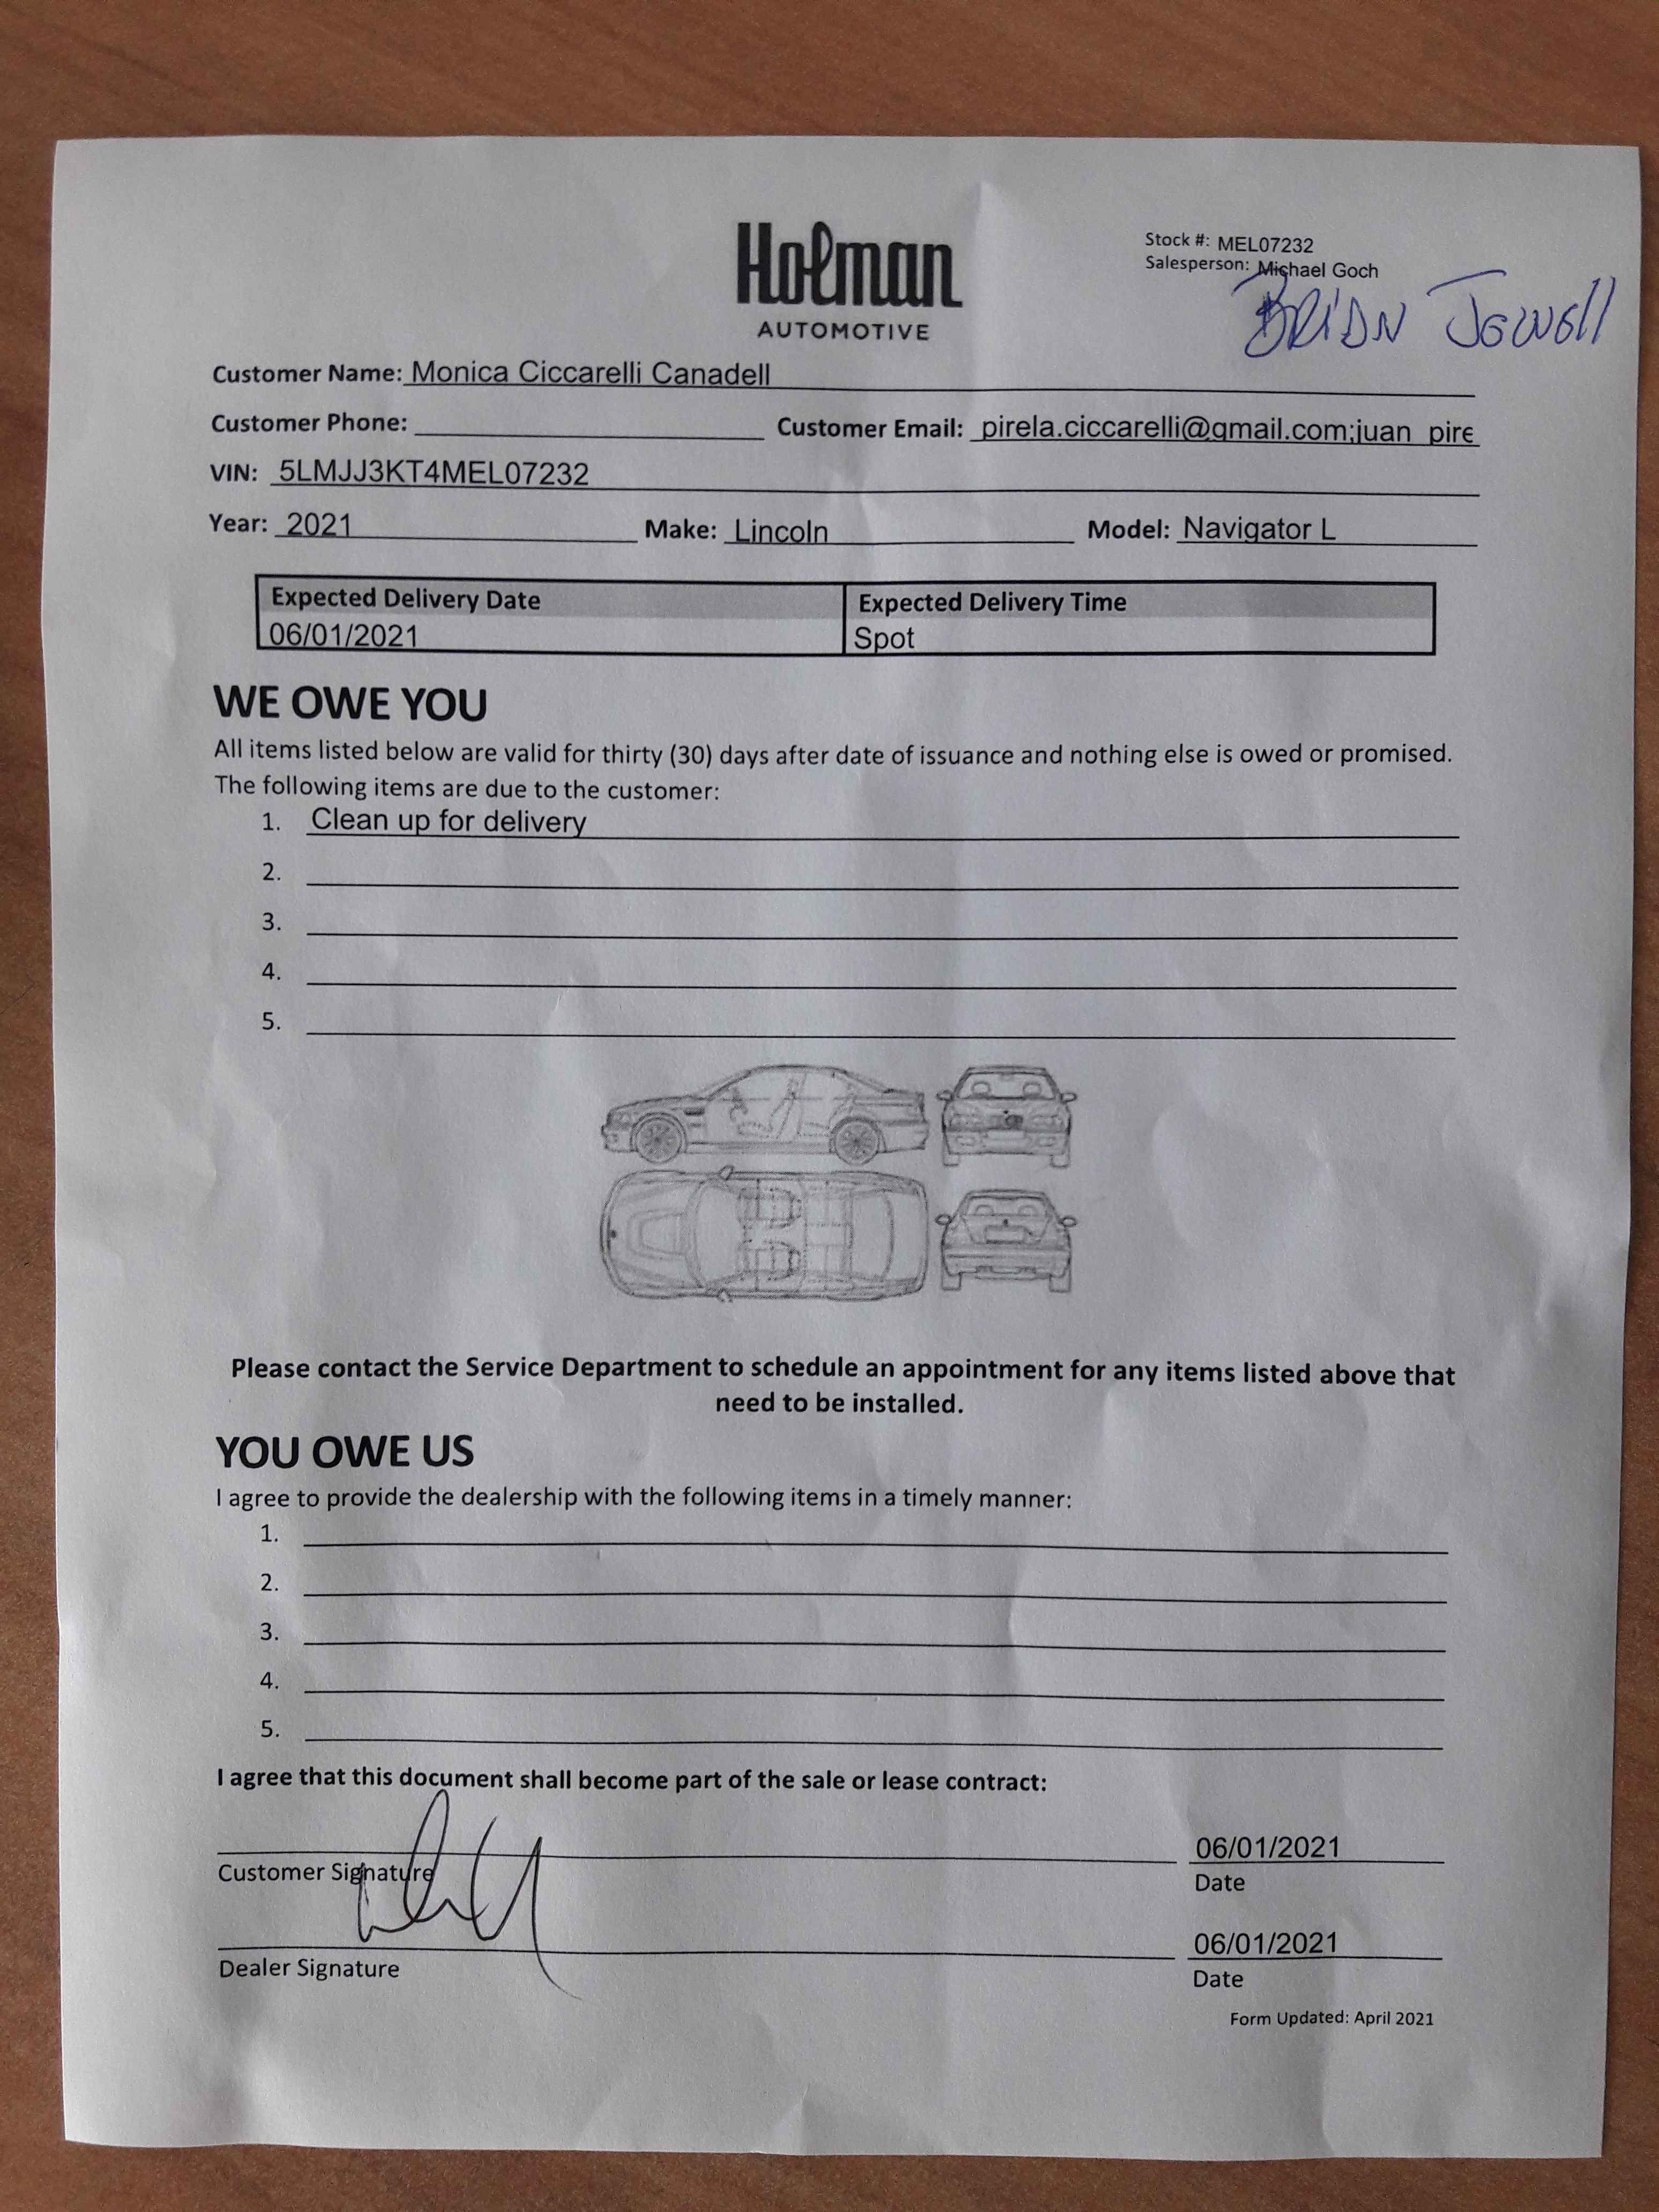 Holman
AUTOMOTIVE
Stock #: MEL07232
Salesperson: Michael Goch
BRIAN Jewell
Customer Name: Monica Ciccarelli Canadell
Customer Phone: Customer Email: pirela.ciccarelli@gmail.com;juan_pire
VIN: 5LMJJ3KT4MEL07232
Year: 2021 Make: Lincoln Model: Navigator L
Expected Delivery Date Expected Delivery Time
06/01/2021 Spot
WE OWE YOU
All items listed below are valid for thirty (30) days after date of issuance and nothing else is owed or promised.
The following items are due to the customer:
1. Clean up for delivery
2.
3.
4.
5.
Please contact the Service Department to schedule an appointment for any items listed above that
need to be installed.
YOU OWE US
I agree to provide the dealership with the following items in a timely manner:
1.
2.
3.
4.
5.
I agree that this document shall become part of the sale or lease contract:
06/01/2021
Customer Signature Date
06/01/2021
Dealer Signature Date
Form Updated: April 2021